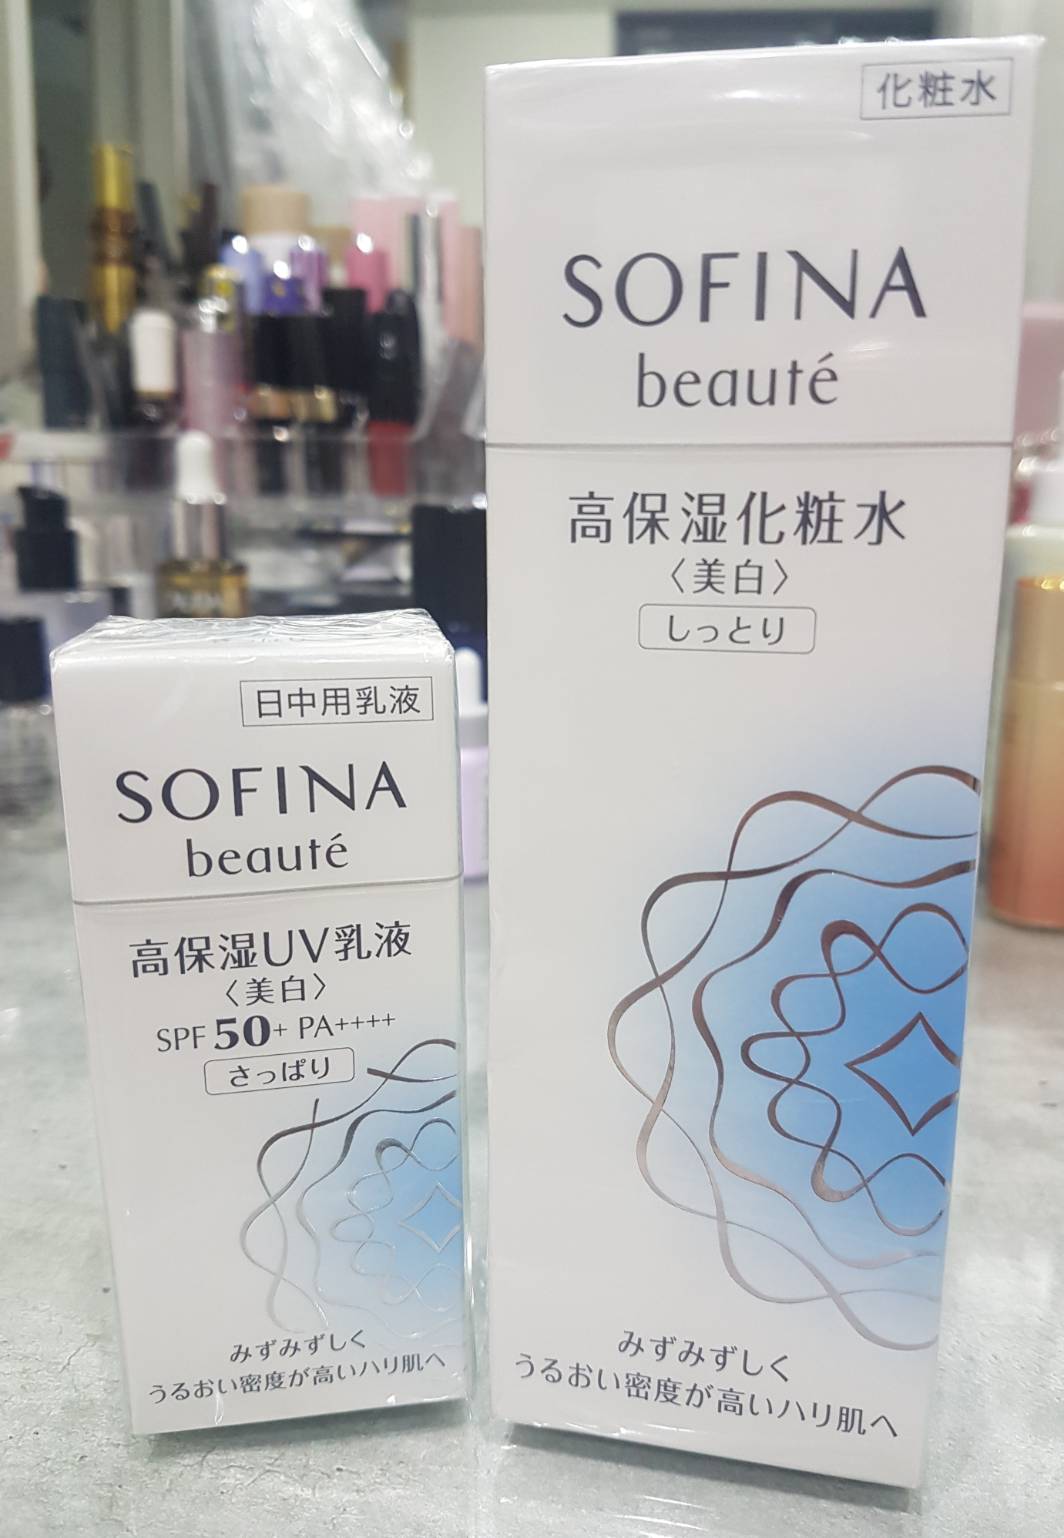 化粧水
SOFINA
beauté
高保湿化粧水
〈美白〉
しっとり
みずみずしく
うるおい密度が高いハリ肌へ
日中用乳液
SOFINA
beauté
高保湿UV乳液
〈美白〉
SPF 50+ PA++++
さっぱり
みずみずしく
うるおい密度が高いハリ肌へ